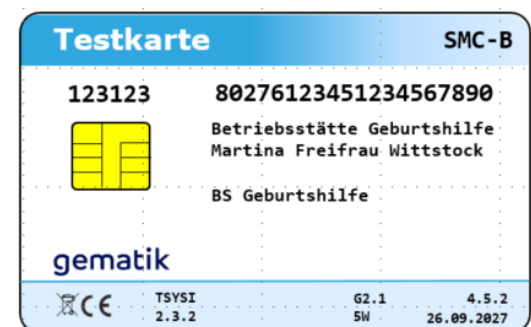 Testkarte SMC-B
123123 80276123451234567890
Betriebsstätte Geburtshilfe
Martina Freifrau Wittstock
BS Geburtshilfe
gematik
CE TSYSI G2.1 4.5.2
2.3.2 5W 26.09.2027